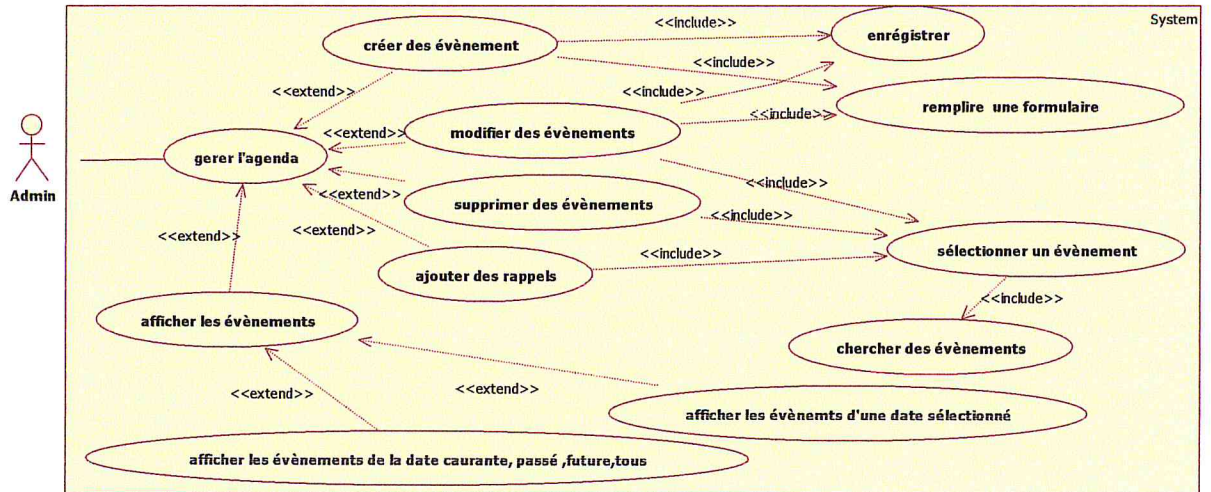 System
<<include>>
créer des évènement
enrégistrer
<<include>>
<<extend>>
<<include>>
remplire une formulaire
<<include>>
<<extend>>
modifier des évènements
gerer l'agenda
Admin
<<include>>
<<extend>>
supprimer des évènements
<<include>>
<<extend>>
<<extend>>
<<include>>
sélectionner un évènement
ajouter des rappels
<<include>>
afficher les évènements
chercher des évènements
<<extend>>
<<extend>>
afficher les évènemts d'une date sélectionné
afficher les évènements de la date caurante, passé ,future,tous